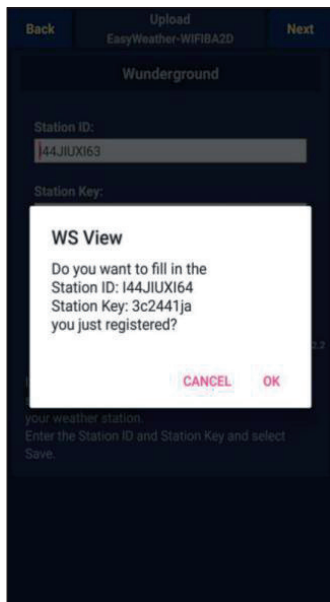 Back
Upload
EasyWeather-WIFIBA2D
Next
Wunderground
Station ID:
I44JIUXI63
Station Key:
WS View
Do you want to fill in the
Station ID: I44JIUXI64
Station Key: 3c2441ja
you just registered?
CANCEL OK
your weather station.
Enter the Station ID and Station Key and select
Save.